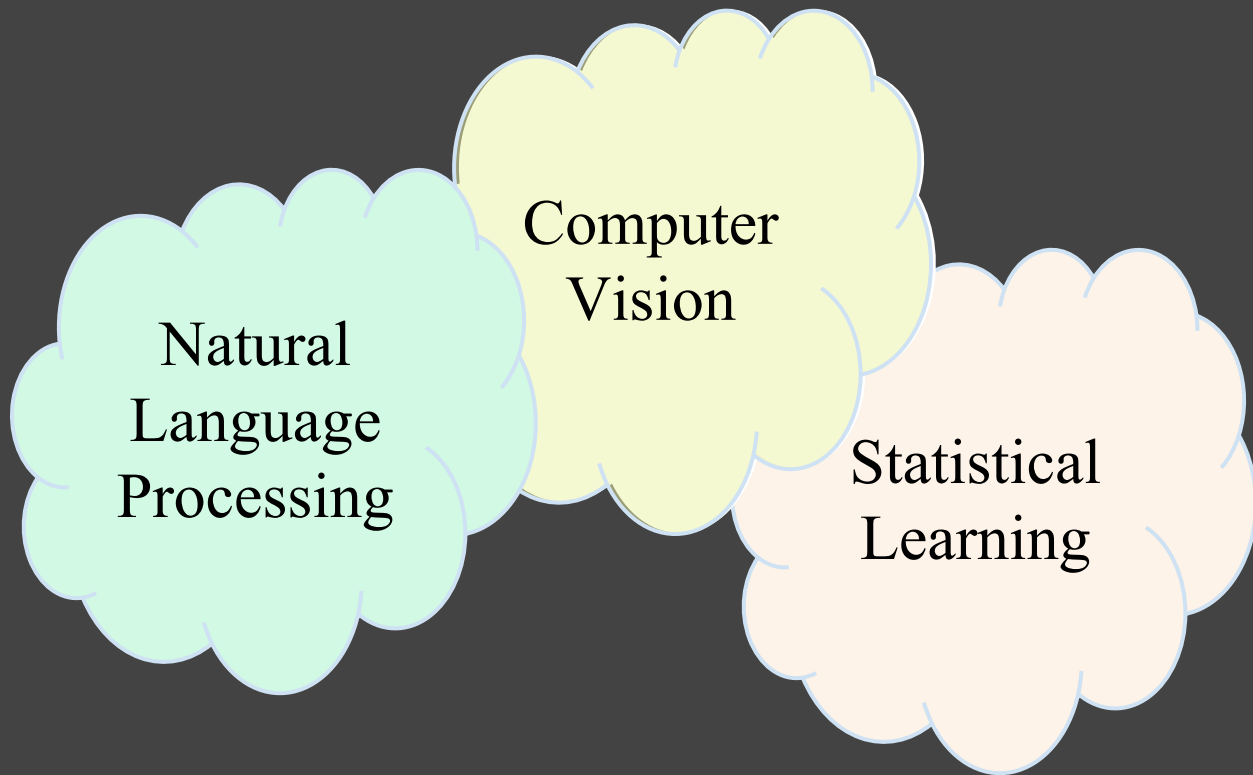 Natural
Language
Processing
Computer
Vision
Statistical
Learning